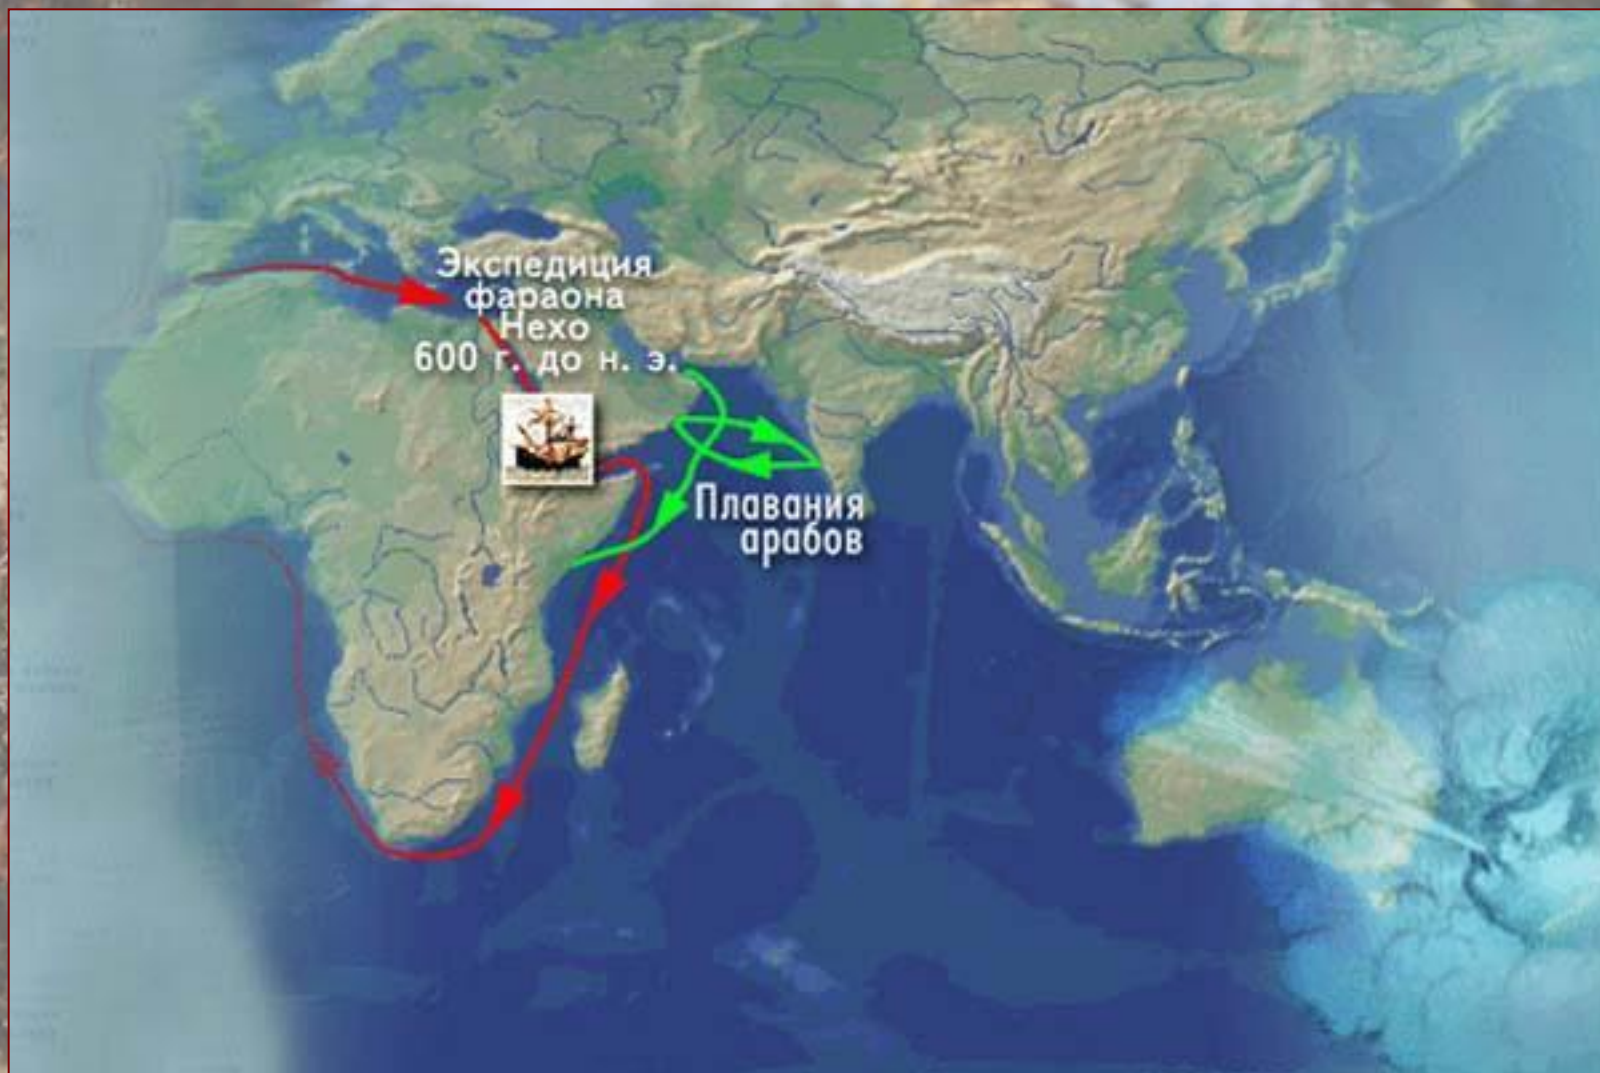 Экспедиция
фараона
Нехо
600 г. до н. э.
Плавания
арабов